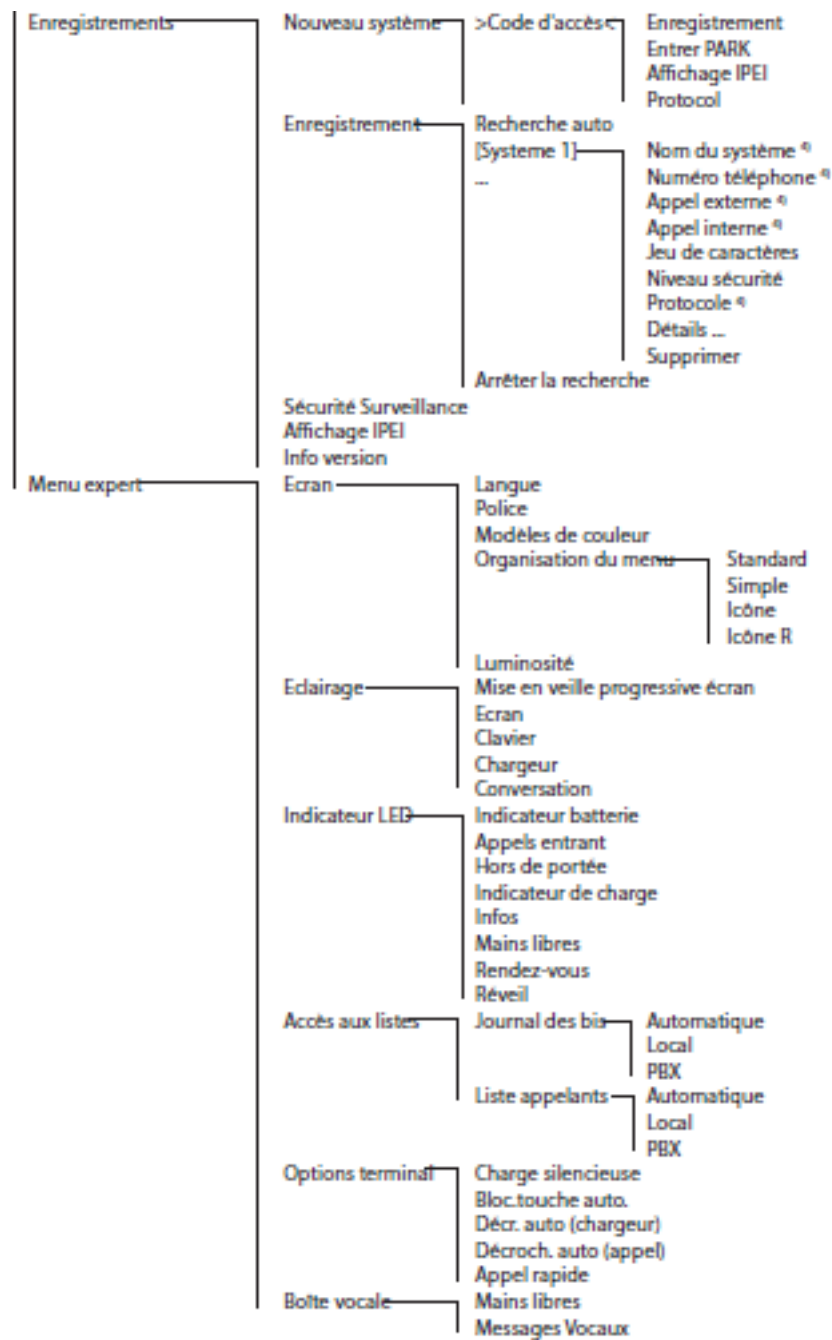 Enregistrements Nouveau système >Code d'accès< Enregistrement
Entrer PARK
Affichage IPEI
Protocol
Enregistrement Recherche auto
[Systeme 1] Nom du système 4)
... Numéro téléphone 4)
Appel externe 4)
Appel interne 4)
Jeu de caractères
Niveau sécurité
Protocole 4)
Détails ...
Supprimer
Arrêter la recherche
Sécurité Surveillance
Affichage IPEI
Info version
Menu expert Ecran Langue
Police
Modèles de couleur
Organisation du menu Standard
Simple
Icône
Icône R
Luminosité
Eclairage Mise en veille progressive écran
Ecran
Clavier
Chargeur
Conversation
Indicateur LED Indicateur batterie
Appels entrant
Hors de portée
Indicateur de charge
Infos
Mains libres
Rendez-vous
Réveil
Accès aux listes Journal des bis Automatique
Local
PBX
Liste appelants Automatique
Local
PBX
Options terminal Charge silencieuse
Bloc.touche auto.
Décr. auto (chargeur)
Décroch. auto (appel)
Appel rapide
Boîte vocale Mains libres
Messages Vocaux